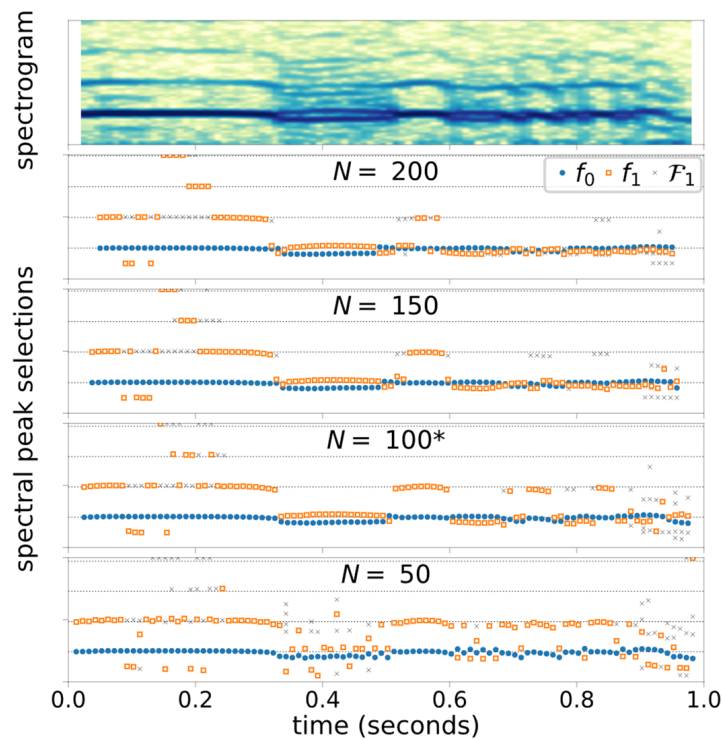 spectrogram
N = 200
f₀ f₁ ℱ₁
spectral peak selections
N = 150
N = 100*
N = 50
0.0 0.2 0.4 0.6 0.8 1.0
time (seconds)